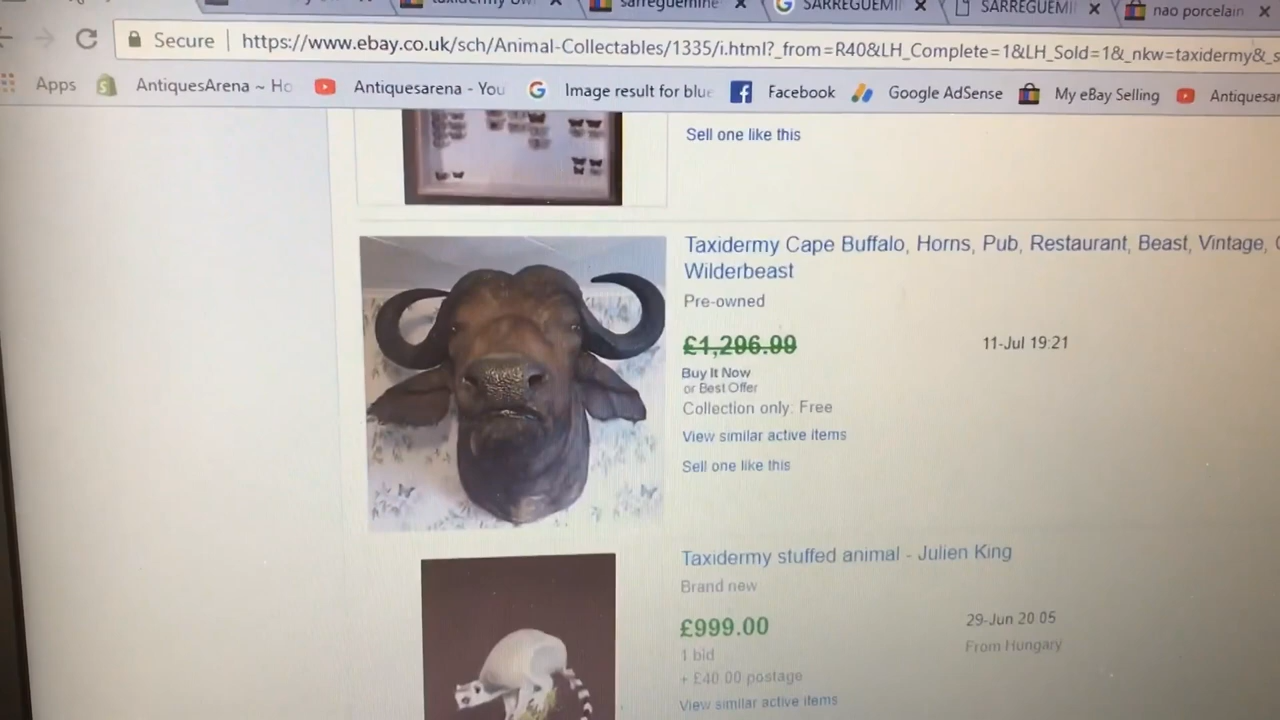 taxidermy
sarreguemine
SARREGUEMI
SARREGUEMI
nao porcelain
Secure
https://www.ebay.co.uk/sch/Animal-Collectables/1335/i.html?_from=R40&LH_Complete=1&LH_Sold=1&_nkw=taxidermy&_s
Apps
AntiquesArena ~ Ho
Antiquesarena - You
Image result for blue
Facebook
Google AdSense
My eBay Selling
Antiquesar
Sell one like this
Taxidermy Cape Buffalo, Horns, Pub, Restaurant, Beast, Vintage,
Wilderbeast
Pre-owned
£1,296.99
11-Jul 19:21
Buy It Now
or Best Offer
Collection only: Free
View similar active items
Sell one like this
Taxidermy stuffed animal - Julien King
Brand new
£999.00
29-Jun 20:05
1 bid
From Hungary
+ £40.00 postage
View similar active items